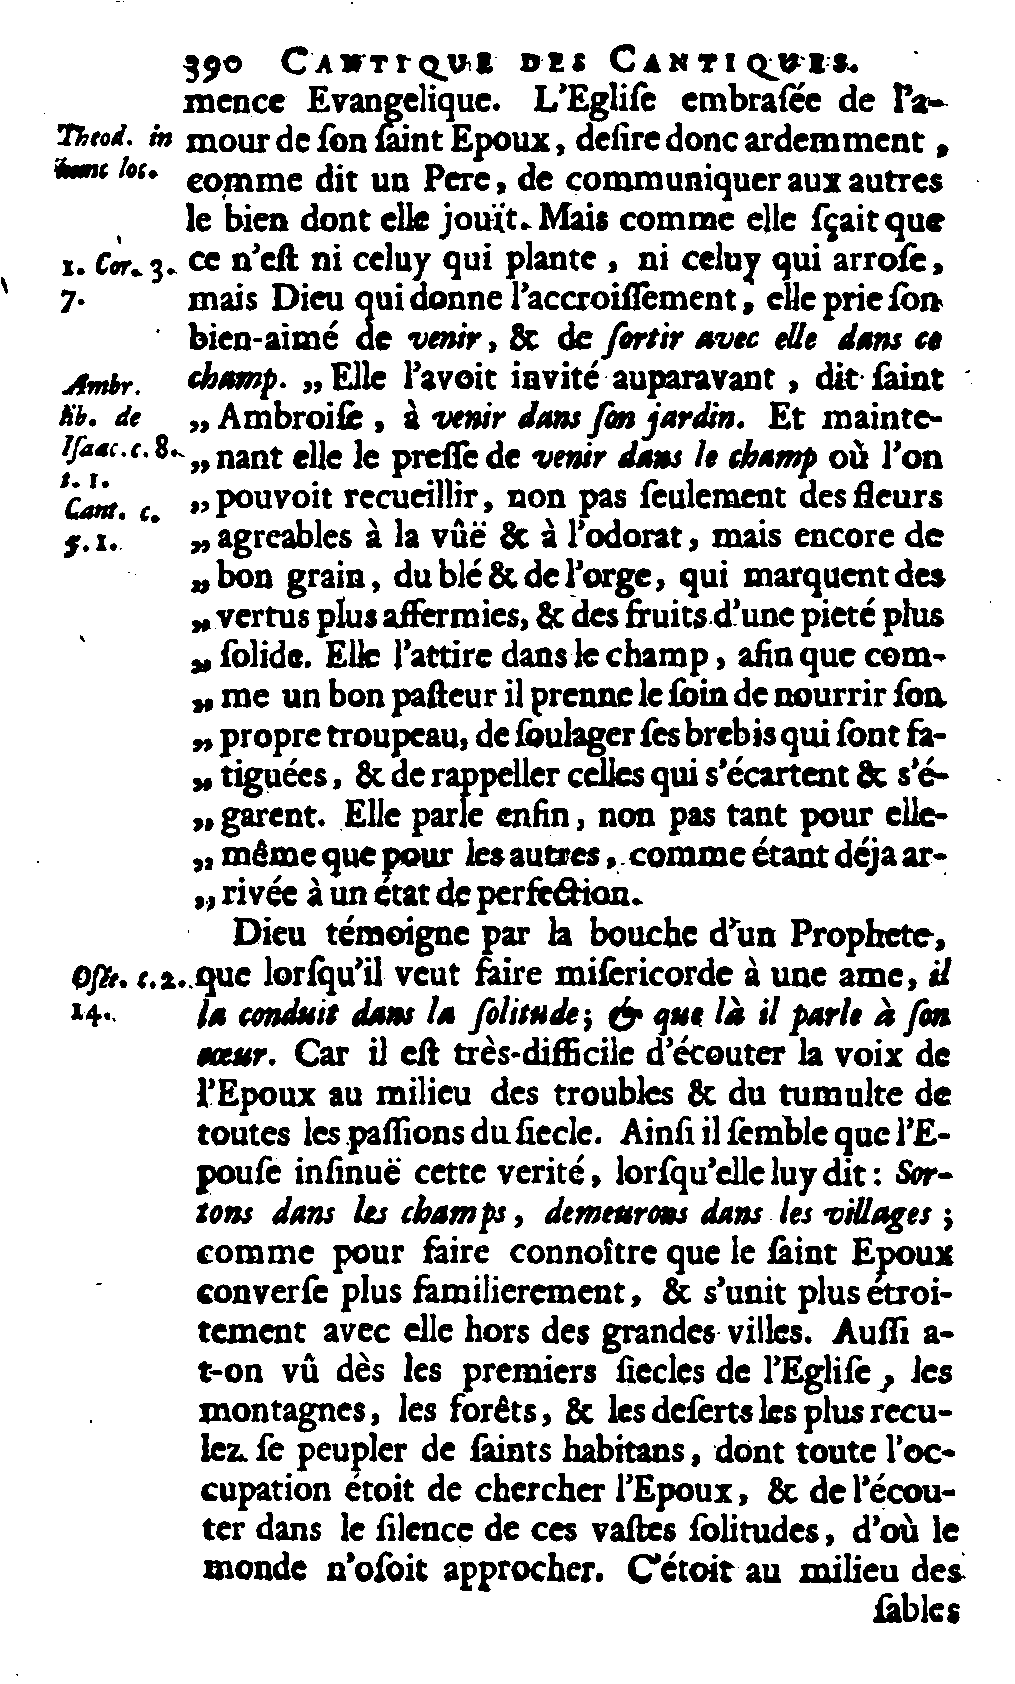 390 CANTIQUE DES CANTIQUES.
mence Evangelique. L'Egliſe embraſée de l'a-
Theod. in mour de ſon ſaint Epoux, deſire donc ardemment,
hunc loc. comme dit un Pere, de communiquer aux autres
le bien dont elle jouït. Mais comme elle ſçait que
1. Cor. 3. ce n'eſt ni celuy qui plante, ni celuy qui arroſe,
7. mais Dieu qui donne l'accroiſſement, elle prie ſon
bien-aimé de venir, & de ſortir avec elle dans ce
Ambr. champ. „ Elle l'avoit invité auparavant, dit ſaint
lib. de „ Ambroiſe, à venir dans ſon jardin. Et mainte-
Iſaac. c. 8. „ nant elle le preſſe de venir dans le champ où l'on
t. 1.
Cant. c. „ pouvoit recueillir, non pas ſeulement des fleurs
5. 1. „ agreables à la vûë & à l'odorat, mais encore de
„ bon grain, du blé & de l'orge, qui marquent des
„ vertus plus affermies, & des fruits d'une pieté plus
„ ſolide. Elle l'attire dans le champ, afin que com-
„ me un bon paſteur il prenne le ſoin de nourrir ſon
„ propre troupeau, de ſoulager ſes brebis qui ſont fa-
„ tiguées, & de rappeller celles qui s'écartent & s'é-
„ garent. Elle parle enfin, non pas tant pour elle-
„ même que pour les autres, comme étant déja ar-
„ rivée à un état de perfection.
Dieu témoigne par la bouche d'un Prophete,
Oſée. c. 2. que lorſqu'il veut faire miſericorde à une ame, il
14. la conduit dans la ſolitude; & que là il parle à ſon
cœur. Car il eſt très-difficile d'écouter la voix de
l'Epoux au milieu des troubles & du tumulte de
toutes les paſſions du ſiecle. Ainſi il ſemble que l'E-
pouſe inſinuë cette verité, lorſqu'elle luy dit: Sor-
tons dans les champs, demeurons dans les villages;
comme pour faire connoître que le ſaint Epoux
converſe plus familierement, & s'unit plus étroi-
tement avec elle hors des grandes villes. Auſſi a-
t-on vû dès les premiers ſiecles de l'Egliſe, les
montagnes, les forêts, & les deſerts les plus recu-
lez ſe peupler de ſaints habitans, dont toute l'oc-
cupation étoit de chercher l'Epoux, & de l'écou-
ter dans le ſilence de ces vaſtes ſolitudes, d'où le
monde n'oſoit approcher. C'étoit au milieu des
ſables